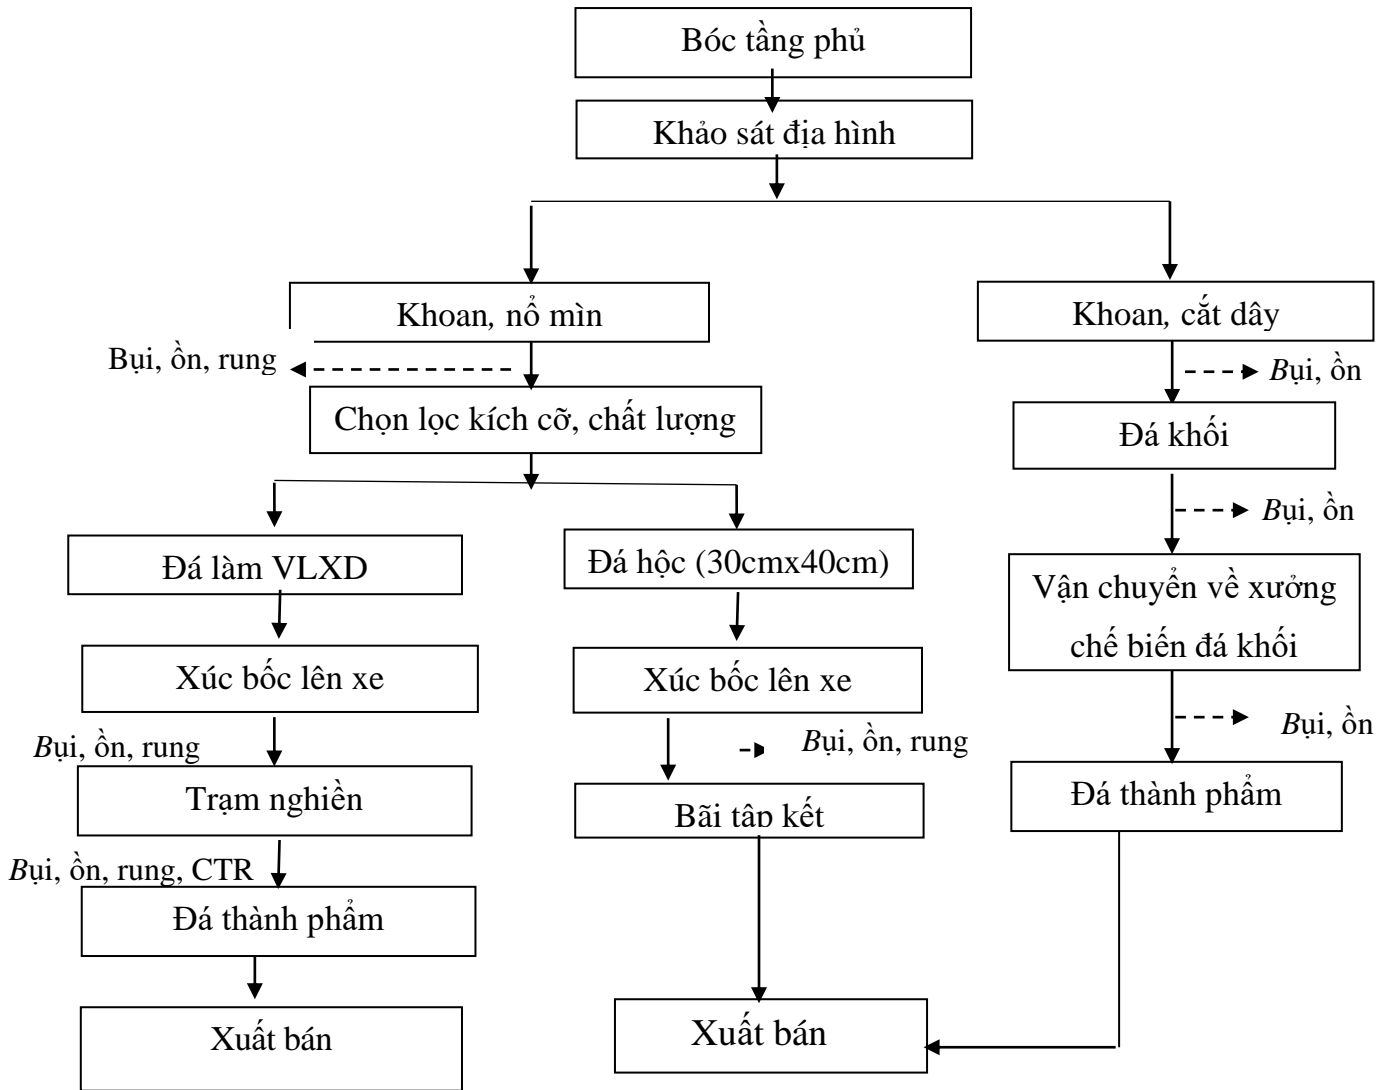 Bóc tầng phủ
Khảo sát địa hình
Khoan, nổ mìn
Khoan, cắt dây
Bụi, ồn, rung
Bụi, ồn
Chọn lọc kích cỡ, chất lượng
Đá khối
Bụi, ồn
Đá làm VLXD
Đá hộc (30cmx40cm)
Vận chuyển về xưởng
chế biến đá khối
Xúc bốc lên xe
Xúc bốc lên xe
Bụi, ồn, rung
Bụi, ồn, rung
Bụi, ồn
Trạm nghiền
Bãi tập kết
Đá thành phẩm
Bụi, ồn, rung, CTR
Đá thành phẩm
Xuất bán
Xuất bán